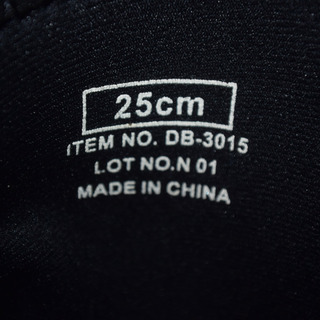 25cm
ITEM NO. DB-3015
LOT NO.N 01
MADE IN CHINA